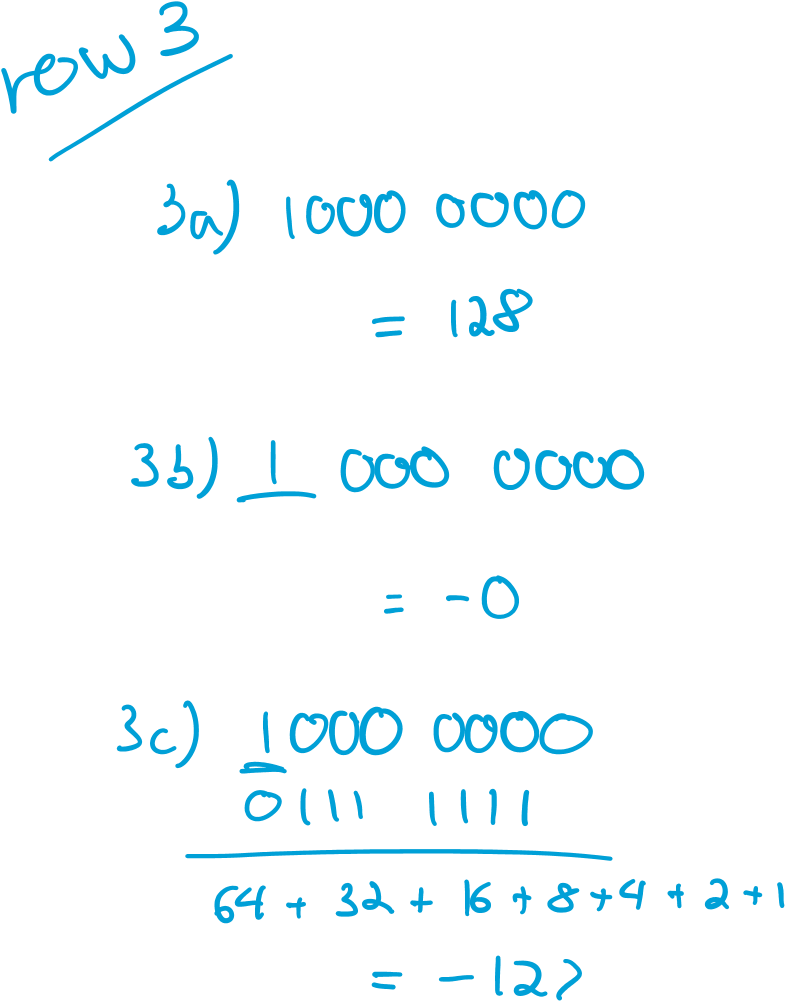 row 3
3a) 1000 0000
= 128
3b) 1 000 0000
= -0
3c) 1000 0000
0111 1111
64 + 32 + 16 + 8 + 4 + 2 + 1
= -127